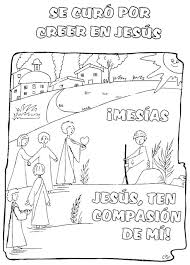 SE CURÓ POR
CREER EN JESÚS
¡MESÍAS
JESÚS, TEN
COMPASIÓN
DE MÍ!